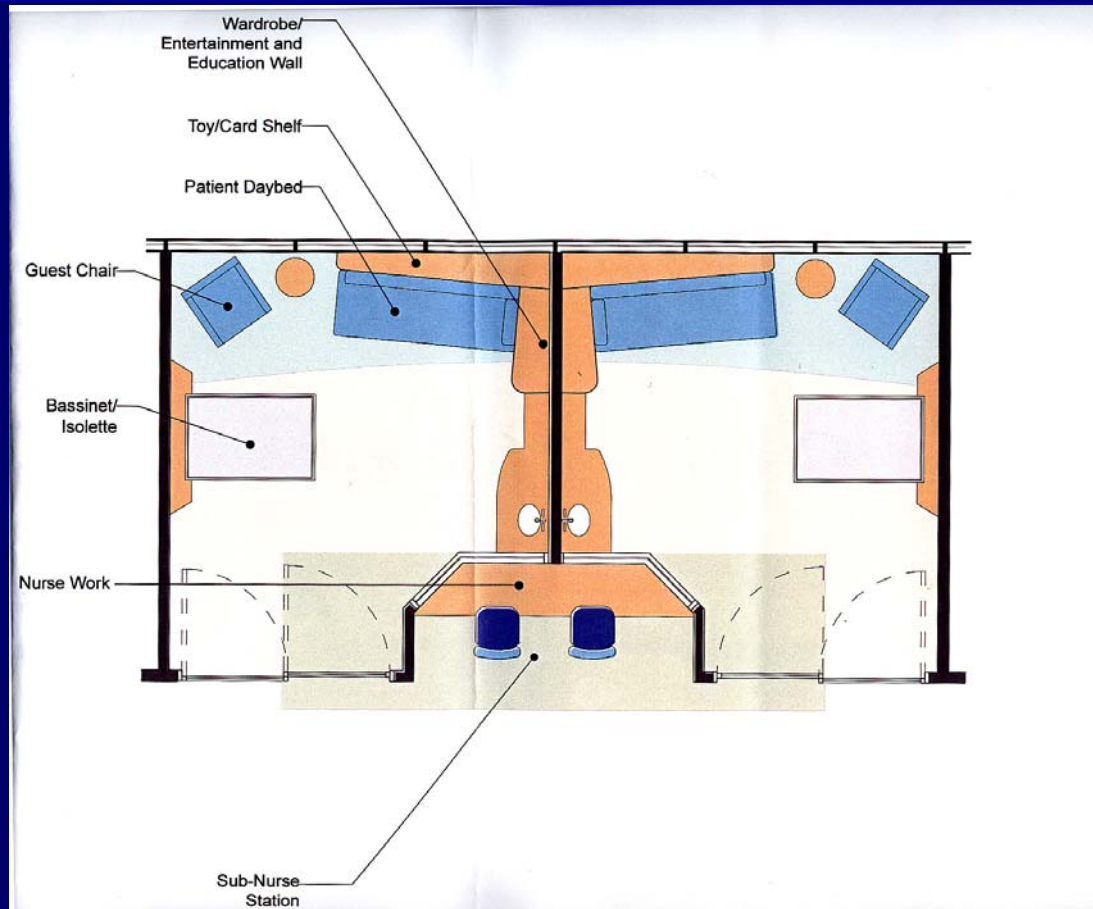 Wardrobe/
Entertainment and
Education Wall
Toy/Card Shelf
Patient Daybed
Guest Chair
Bassinet/
Isolette
Nurse Work
Sub-Nurse
Station